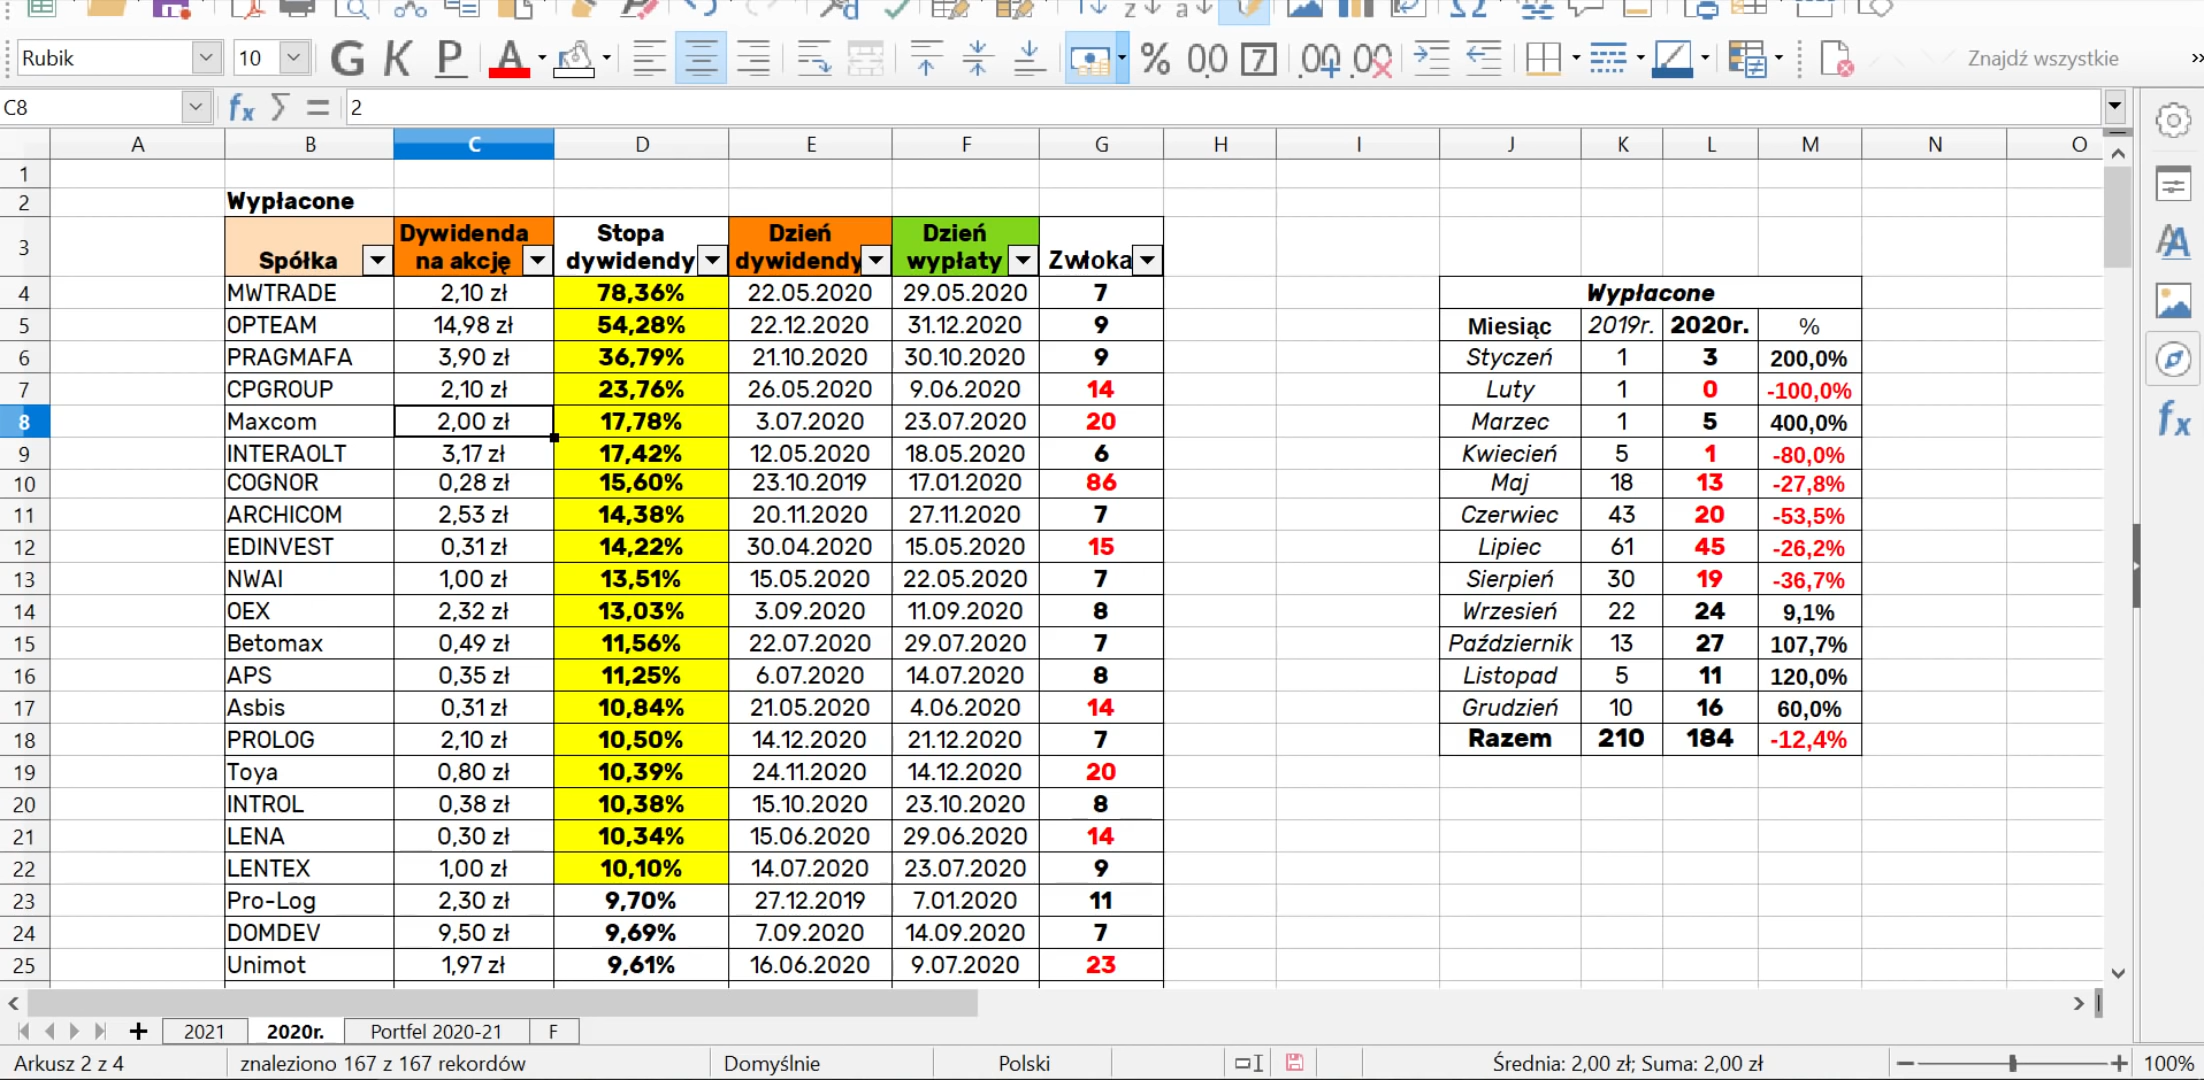 Rubik 10 G K P A % 0,0 7 Znajdź wszystkie
C8 fx Σ = 2
A B C D E F G H I J K L M N O
1
2 Wypłacone
3 Spółka Dywidenda na akcję Stopa dywidendy Dzień dywidendy Dzień wypłaty Zwłoka
4 MWTRADE 2,10 zł 78,36% 22.05.2020 29.05.2020 7 Wypłacone
5 OPTEAM 14,98 zł 54,28% 22.12.2020 31.12.2020 9 Miesiąc 2019r. 2020r. %
6 PRAGMAFA 3,90 zł 36,79% 21.10.2020 30.10.2020 9 Styczeń 1 3 200,0%
7 CPGROUP 2,10 zł 23,76% 26.05.2020 9.06.2020 14 Luty 1 0 -100,0%
8 Maxcom 2,00 zł 17,78% 3.07.2020 23.07.2020 20 Marzec 1 5 400,0%
9 INTERAOLT 3,17 zł 17,42% 12.05.2020 18.05.2020 6 Kwiecień 5 1 -80,0%
10 COGNOR 0,28 zł 15,60% 23.10.2019 17.01.2020 86 Maj 18 13 -27,8%
11 ARCHICOM 2,53 zł 14,38% 20.11.2020 27.11.2020 7 Czerwiec 43 20 -53,5%
12 EDINVEST 0,31 zł 14,22% 30.04.2020 15.05.2020 15 Lipiec 61 45 -26,2%
13 NWAI 1,00 zł 13,51% 15.05.2020 22.05.2020 7 Sierpień 30 19 -36,7%
14 OEX 2,32 zł 13,03% 3.09.2020 11.09.2020 8 Wrzesień 22 24 9,1%
15 Betomax 0,49 zł 11,56% 22.07.2020 29.07.2020 7 Październik 13 27 107,7%
16 APS 0,35 zł 11,25% 6.07.2020 14.07.2020 8 Listopad 5 11 120,0%
17 Asbis 0,31 zł 10,84% 21.05.2020 4.06.2020 14 Grudzień 10 16 60,0%
18 PROLOG 2,10 zł 10,50% 14.12.2020 21.12.2020 7 Razem 210 184 -12,4%
19 Toya 0,80 zł 10,39% 24.11.2020 14.12.2020 20
20 INTROL 0,38 zł 10,38% 15.10.2020 23.10.2020 8
21 LENA 0,30 zł 10,34% 15.06.2020 29.06.2020 14
22 LENTEX 1,00 zł 10,10% 14.07.2020 23.07.2020 9
23 Pro-Log 2,30 zł 9,70% 27.12.2019 7.01.2020 11
24 DOMDEV 9,50 zł 9,69% 7.09.2020 14.09.2020 7
25 Unimot 1,97 zł 9,61% 16.06.2020 9.07.2020 23
2021 2020r. Portfel 2020-21 F
Arkusz 2 z 4 znaleziono 167 z 167 rekordów Domyślnie Polski Średnia: 2,00 zł; Suma: 2,00 zł 100%